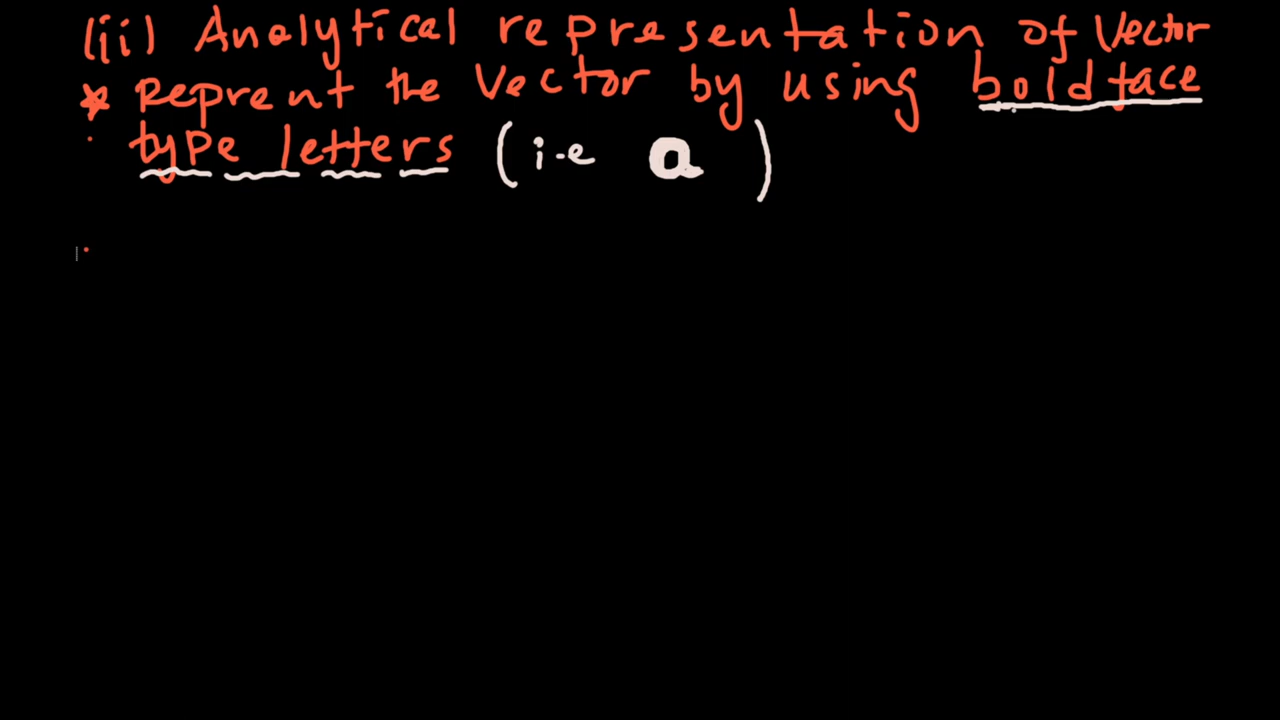 (ii) Analytical representation of Vector
* Reprent the Vector by using boldface
type letters (i-e a)